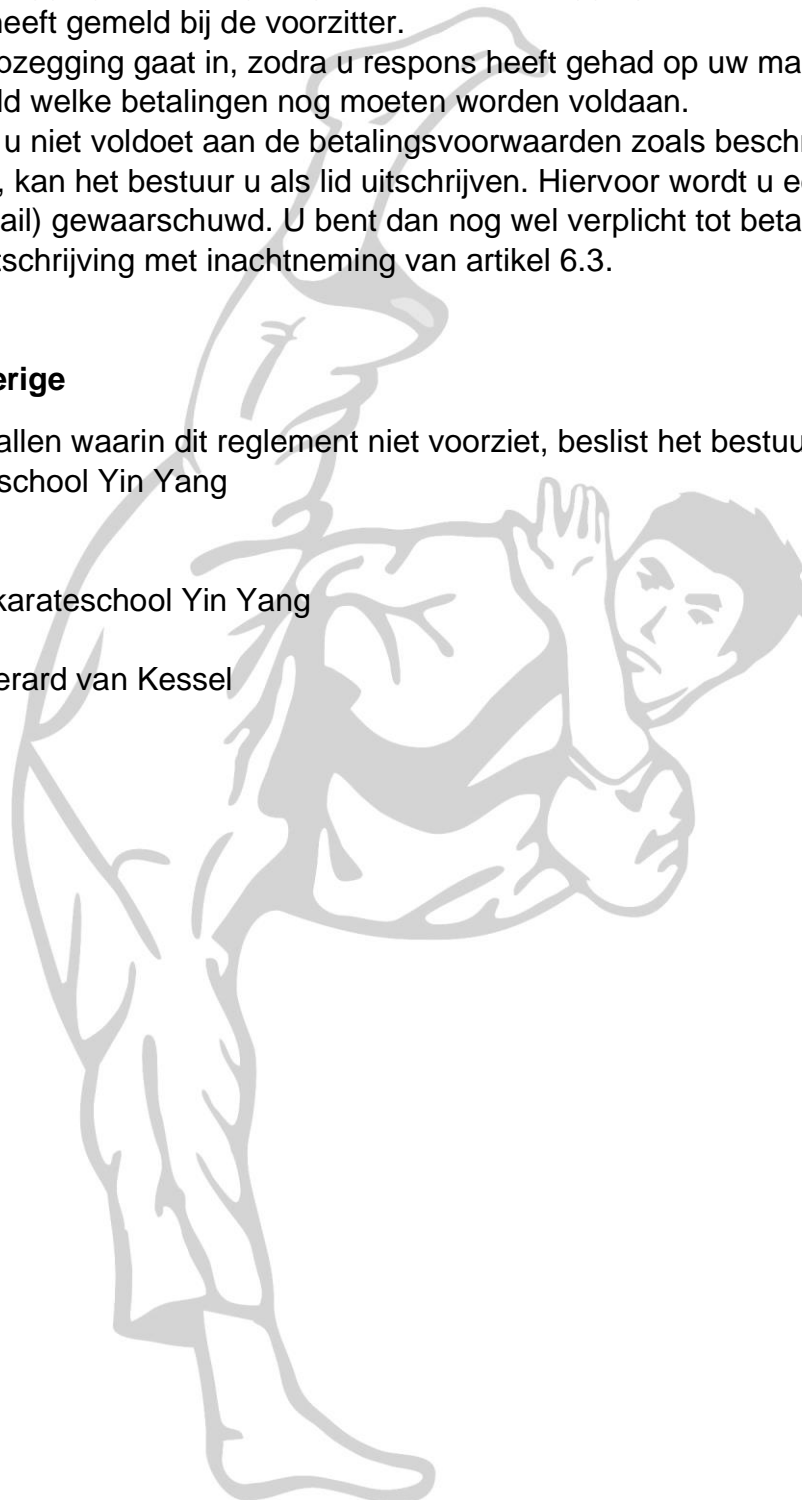 heeft gemeld bij de voorzitter.
pzegging gaat in, zodra u respons heeft gehad op uw ma
ld welke betalingen nog moeten worden voldaan.
u niet voldoet aan de betalingsvoorwaarden zoals beschr
, kan het bestuur u als lid uitschrijven. Hiervoor wordt u e
ail) gewaarschuwd. U bent dan nog wel verplicht tot beta
tschrijving met inachtneming van artikel 6.3.
erige
allen waarin dit reglement niet voorziet, beslist het bestuu
school Yin Yang
karateschool Yin Yang
erard van Kessel